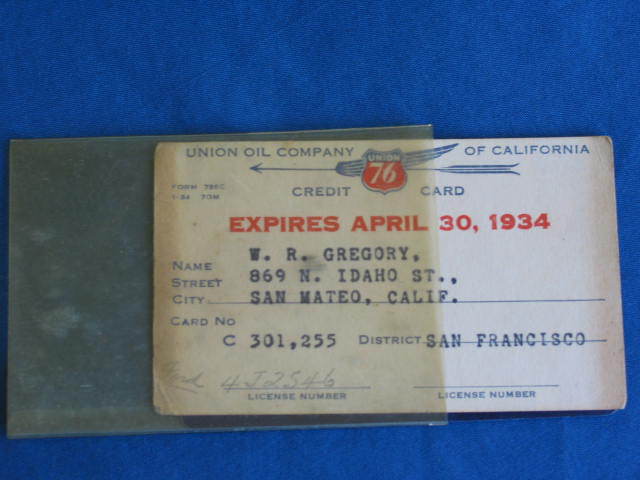 UNION OIL COMPANY OF CALIFORNIA
UNION
76
FORM 785C
1-34 70M
CREDIT CARD
EXPIRES APRIL 30, 1934
NAME W. R. GREGORY,
STREET 869 N. IDAHO ST.,
CITY SAN MATEO, CALIF.
CARD NO
C 301,255 DISTRICT SAN FRANCISCO
Ford 4J2546
LICENSE NUMBER LICENSE NUMBER